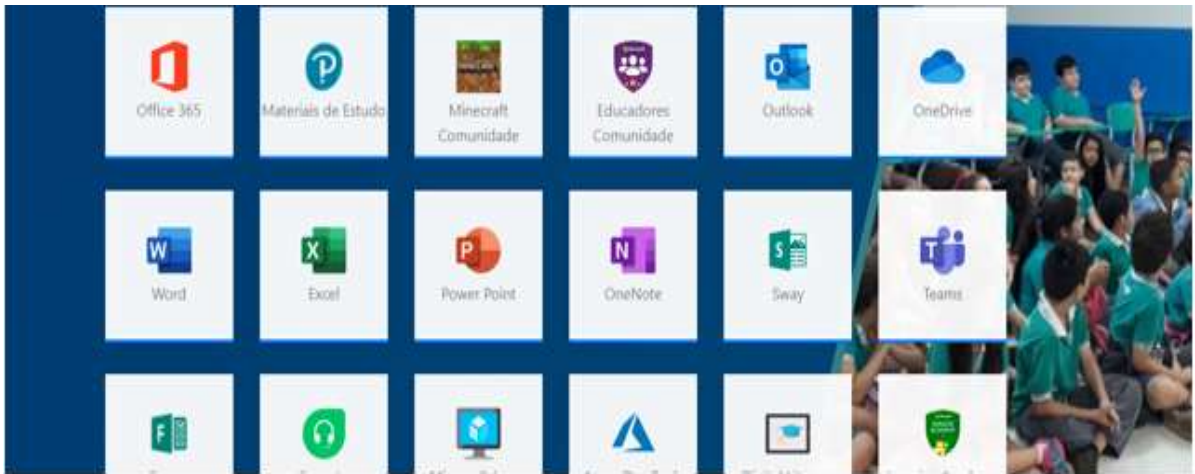 Office 365
Materiais de Estudo
Minecraft
Comunidade
Educadores
Comunidade
Outlook
OneDrive
Word
Excel
Power Point
OneNote
Sway
Teams